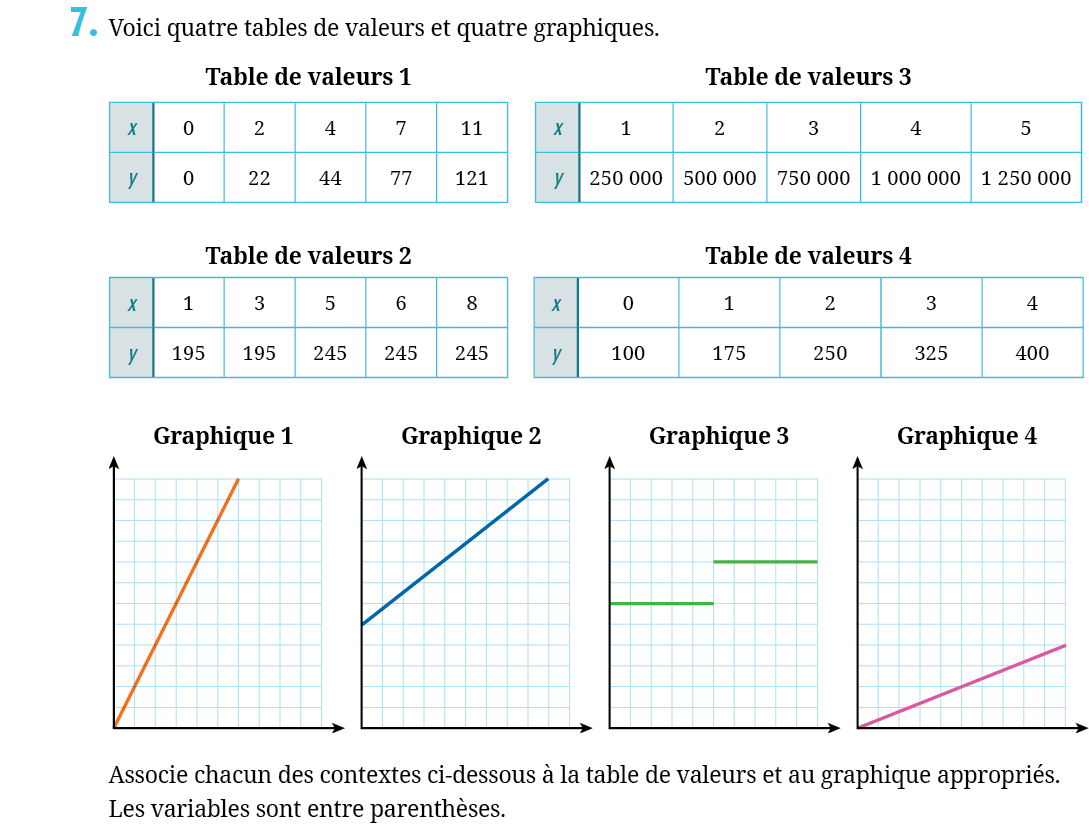 7. Voici quatre tables de valeurs et quatre graphiques.
Table de valeurs 1
x 0 2 4 7 11
y 0 22 44 77 121
Table de valeurs 3
x 1 2 3 4 5
y 250 000 500 000 750 000 1 000 000 1 250 000
Table de valeurs 2
x 1 3 5 6 8
y 195 195 245 245 245
Table de valeurs 4
x 0 1 2 3 4
y 100 175 250 325 400
Graphique 1
Graphique 2
Graphique 3
Graphique 4
Associe chacun des contextes ci-dessous à la table de valeurs et au graphique appropriés.
Les variables sont entre parenthèses.